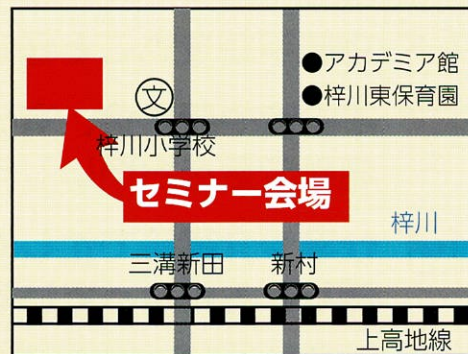 ●アカデミア館
●梓川東保育園
文
梓川小学校
セミナー会場
梓川
三溝新田
新村
上高地線